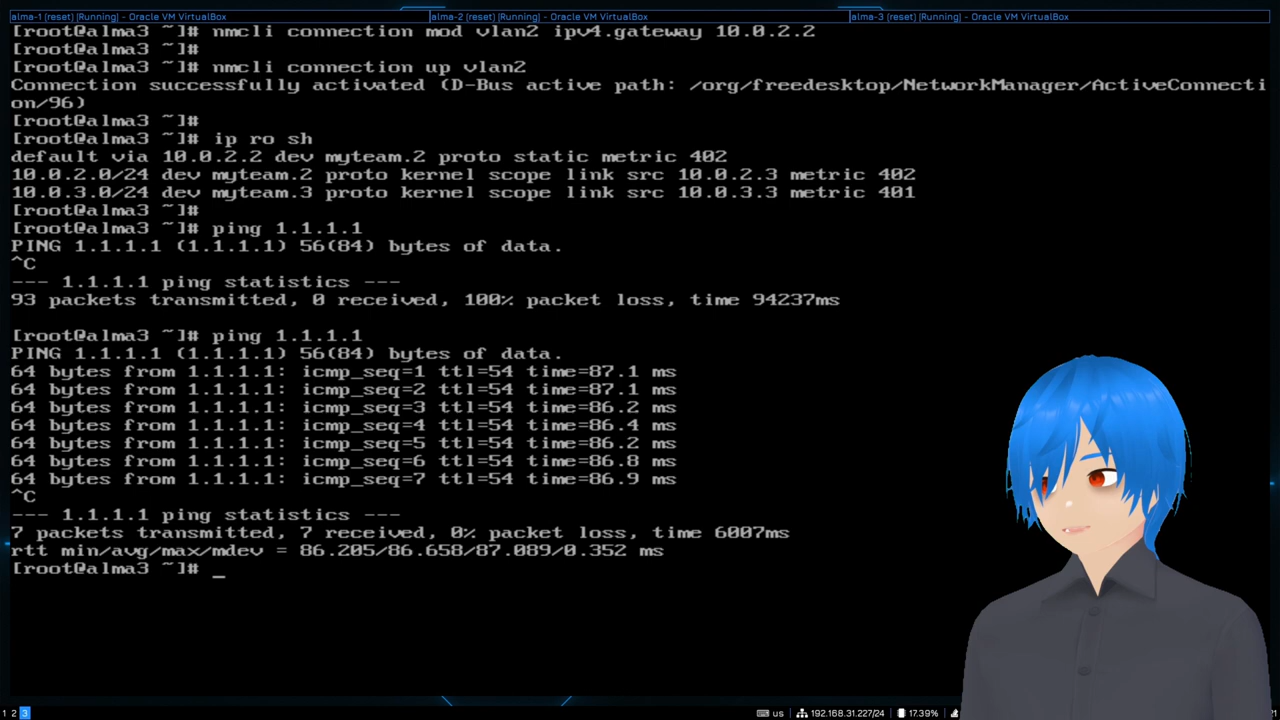 alma-1 (reset) [Running] - Oracle VM VirtualBox
alma-2 (reset) [Running] - Oracle VM VirtualBox
alma-3 (reset) [Running] - Oracle VM VirtualBox
[root@alma3 ~]# nmcli connection mod vlan2 ipv4.gateway 10.0.2.2
[root@alma3 ~]#
[root@alma3 ~]# nmcli connection up vlan2
Connection successfully activated (D-Bus active path: /org/freedesktop/NetworkManager/ActiveConnecti
on/96)
[root@alma3 ~]#
[root@alma3 ~]# ip ro sh
default via 10.0.2.2 dev myteam.2 proto static metric 402
10.0.2.0/24 dev myteam.2 proto kernel scope link src 10.0.2.3 metric 402
10.0.3.0/24 dev myteam.3 proto kernel scope link src 10.0.3.3 metric 401
[root@alma3 ~]#
[root@alma3 ~]# ping 1.1.1.1
PING 1.1.1.1 (1.1.1.1) 56(84) bytes of data.
^C
--- 1.1.1.1 ping statistics ---
93 packets transmitted, 0 received, 100% packet loss, time 94237ms
[root@alma3 ~]# ping 1.1.1.1
PING 1.1.1.1 (1.1.1.1) 56(84) bytes of data.
64 bytes from 1.1.1.1: icmp_seq=1 ttl=54 time=87.1 ms
64 bytes from 1.1.1.1: icmp_seq=2 ttl=54 time=87.1 ms
64 bytes from 1.1.1.1: icmp_seq=3 ttl=54 time=86.2 ms
64 bytes from 1.1.1.1: icmp_seq=4 ttl=54 time=86.4 ms
64 bytes from 1.1.1.1: icmp_seq=5 ttl=54 time=86.2 ms
64 bytes from 1.1.1.1: icmp_seq=6 ttl=54 time=86.8 ms
64 bytes from 1.1.1.1: icmp_seq=7 ttl=54 time=86.9 ms
^C
--- 1.1.1.1 ping statistics ---
7 packets transmitted, 7 received, 0% packet loss, time 6007ms
rtt min/avg/max/mdev = 86.205/86.658/87.089/0.352 ms
[root@alma3 ~]# _
1 2 3
us | 192.168.31.227/24 | 17.39% |